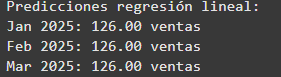 Predicciones regresión lineal:
Jan 2025: 126.00 ventas
Feb 2025: 126.00 ventas
Mar 2025: 126.00 ventas